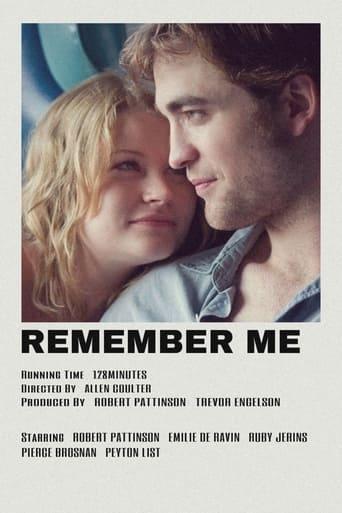 REMEMBER ME
RUNNING TIME 128MINUTES
DIRECTED BY ALLEN COULTER
PRODUCED BY ROBERT PATTINSON TREVOR ENGELSON
STARRING ROBERT PATTINSON EMILIE DE RAVIN RUBY JERINS
PIERCE BROSNAN PEYTON LIST